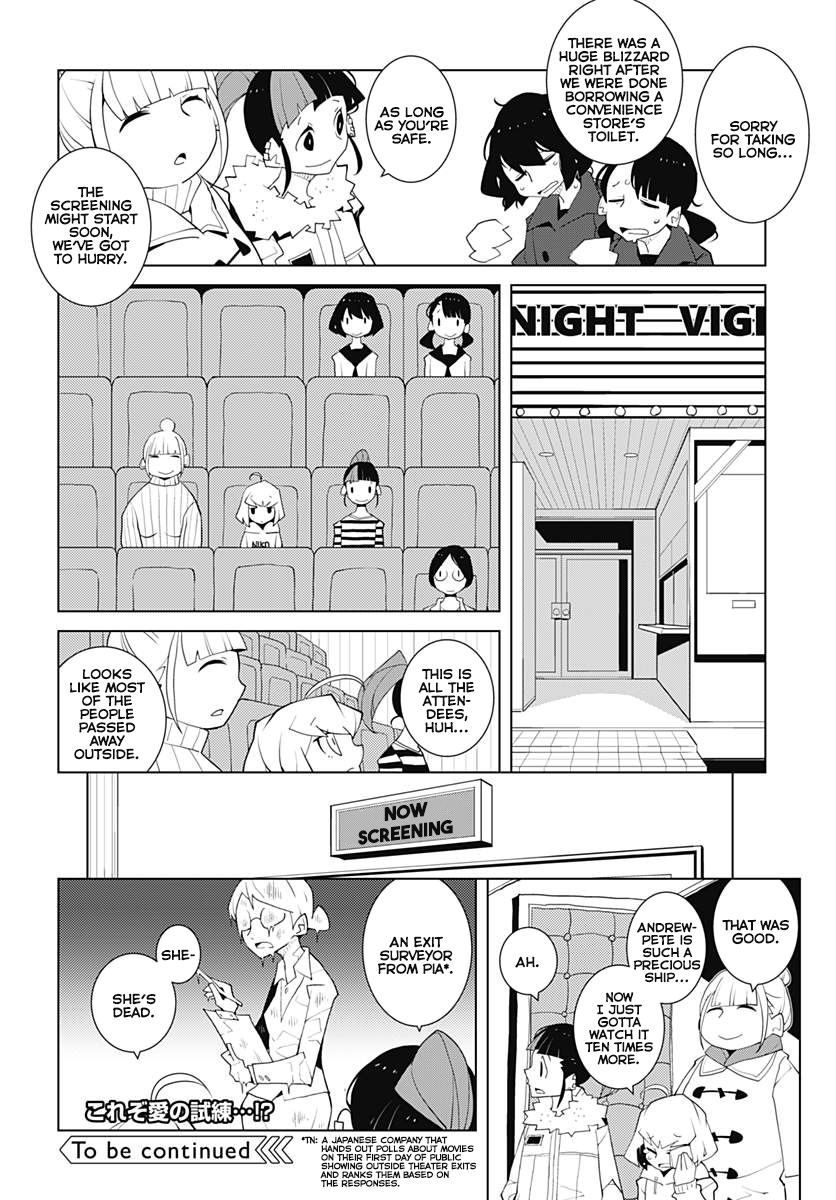 SORRY
FOR TAKING
SO LONG...
THERE WAS A
HUGE BLIZZARD
RIGHT AFTER
WE WERE DONE
BORROWING A
CONVENIENCE
STORE'S
TOILET.
AS LONG
AS YOU'RE
SAFE.
THE
SCREENING
MIGHT START
SOON,
WE'VE GOT
TO HURRY.
NIGHT VIGI
NIKO
THIS IS
ALL THE
ATTEN-
DEES,
HUH...
LOOKS
LIKE MOST
OF THE
PEOPLE
PASSED
AWAY
OUTSIDE.
NOW
SCREENING
THAT WAS
GOOD.
ANDREW-
PETE IS
SUCH A
PRECIOUS
SHIP...
NOW
I JUST
GOTTA
WATCH IT
TEN TIMES
MORE.
AH.
AN EXIT
SURVEYOR
FROM PIA*.
SHE-
SHE'S
DEAD.
これぞ愛の試練…!?
To be continued
*TN: A JAPANESE COMPANY THAT
HANDS OUT POLLS ABOUT MOVIES
ON THEIR FIRST DAY OF PUBLIC
SHOWING OUTSIDE THEATER EXITS
AND RANKS THEM BASED ON
THE RESPONSES.